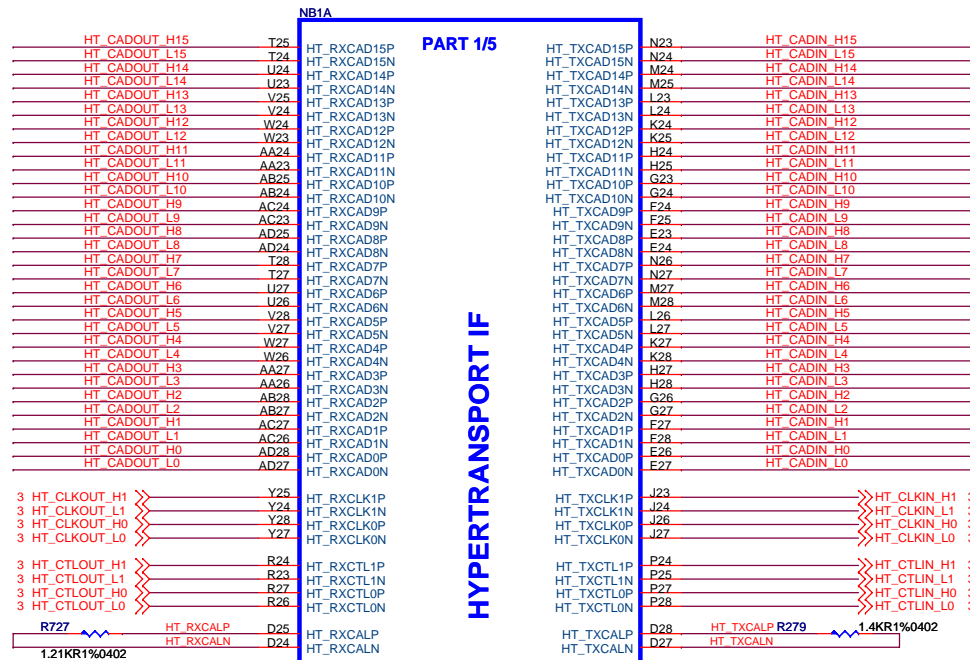 NB1A
PART 1/5
HYPERTRANSPORT IF
HT_CADOUT_H15 T25 HT_RXCAD15P HT_TXCAD15P N23 HT_CADIN_H15
HT_CADOUT_L15 T24 HT_RXCAD15N HT_TXCAD15N N24 HT_CADIN_L15
HT_CADOUT_H14 U24 HT_RXCAD14P HT_TXCAD14P M24 HT_CADIN_H14
HT_CADOUT_L14 U23 HT_RXCAD14N HT_TXCAD14N M25 HT_CADIN_L14
HT_CADOUT_H13 V25 HT_RXCAD13P HT_TXCAD13P L23 HT_CADIN_H13
HT_CADOUT_L13 V24 HT_RXCAD13N HT_TXCAD13N L24 HT_CADIN_L13
HT_CADOUT_H12 W24 HT_RXCAD12P HT_TXCAD12P K24 HT_CADIN_H12
HT_CADOUT_L12 W23 HT_RXCAD12N HT_TXCAD12N K25 HT_CADIN_L12
HT_CADOUT_H11 AA24 HT_RXCAD11P HT_TXCAD11P H24 HT_CADIN_H11
HT_CADOUT_L11 AA23 HT_RXCAD11N HT_TXCAD11N H25 HT_CADIN_L11
HT_CADOUT_H10 AB25 HT_RXCAD10P HT_TXCAD10P G23 HT_CADIN_H10
HT_CADOUT_L10 AB24 HT_RXCAD10N HT_TXCAD10N G24 HT_CADIN_L10
HT_CADOUT_H9 AC24 HT_RXCAD9P HT_TXCAD9P F24 HT_CADIN_H9
HT_CADOUT_L9 AC23 HT_RXCAD9N HT_TXCAD9N F25 HT_CADIN_L9
HT_CADOUT_H8 AD25 HT_RXCAD8P HT_TXCAD8P E23 HT_CADIN_H8
HT_CADOUT_L8 AD24 HT_RXCAD8N HT_TXCAD8N E24 HT_CADIN_L8
HT_CADOUT_H7 T28 HT_RXCAD7P HT_TXCAD7P N26 HT_CADIN_H7
HT_CADOUT_L7 T27 HT_RXCAD7N HT_TXCAD7N N27 HT_CADIN_L7
HT_CADOUT_H6 U27 HT_RXCAD6P HT_TXCAD6P M27 HT_CADIN_H6
HT_CADOUT_L6 U26 HT_RXCAD6N HT_TXCAD6N M28 HT_CADIN_L6
HT_CADOUT_H5 V28 HT_RXCAD5P HT_TXCAD5P L26 HT_CADIN_H5
HT_CADOUT_L5 V27 HT_RXCAD5N HT_TXCAD5N L27 HT_CADIN_L5
HT_CADOUT_H4 W27 HT_RXCAD4P HT_TXCAD4P K27 HT_CADIN_H4
HT_CADOUT_L4 W26 HT_RXCAD4N HT_TXCAD4N K28 HT_CADIN_L4
HT_CADOUT_H3 AA27 HT_RXCAD3P HT_TXCAD3P H27 HT_CADIN_H3
HT_CADOUT_L3 AA26 HT_RXCAD3N HT_TXCAD3N H28 HT_CADIN_L3
HT_CADOUT_H2 AB28 HT_RXCAD2P HT_TXCAD2P G26 HT_CADIN_H2
HT_CADOUT_L2 AB27 HT_RXCAD2N HT_TXCAD2N G27 HT_CADIN_L2
HT_CADOUT_H1 AC27 HT_RXCAD1P HT_TXCAD1P F27 HT_CADIN_H1
HT_CADOUT_L1 AC26 HT_RXCAD1N HT_TXCAD1N F28 HT_CADIN_L1
HT_CADOUT_H0 AD28 HT_RXCAD0P HT_TXCAD0P E26 HT_CADIN_H0
HT_CADOUT_L0 AD27 HT_RXCAD0N HT_TXCAD0N E27 HT_CADIN_L0
3 HT_CLKOUT_H1 Y25 HT_RXCLK1P HT_TXCLK1P J23 HT_CLKIN_H1
3 HT_CLKOUT_L1 Y24 HT_RXCLK1N HT_TXCLK1N J24 HT_CLKIN_L1
3 HT_CLKOUT_H0 Y28 HT_RXCLK0P HT_TXCLK0P J26 HT_CLKIN_H0
3 HT_CLKOUT_L0 Y27 HT_RXCLK0N HT_TXCLK0N J27 HT_CLKIN_L0
3 HT_CTLOUT_H1 R24 HT_RXCTL1P HT_TXCTL1P P24 HT_CTLIN_H1
3 HT_CTLOUT_L1 R23 HT_RXCTL1N HT_TXCTL1N P25 HT_CTLIN_L1
3 HT_CTLOUT_H0 R27 HT_RXCTL0P HT_TXCTL0P P27 HT_CTLIN_H0
3 HT_CTLOUT_L0 R26 HT_RXCTL0N HT_TXCTL0N P28 HT_CTLIN_L0
R727 HT_RXCALP D25 HT_RXCALP HT_TXCALP D28 HT_TXCALP R279 1.4KR1%0402
1.21KR1%0402 HT_RXCALN D24 HT_RXCALN HT_TXCALN D27 HT_TXCALN